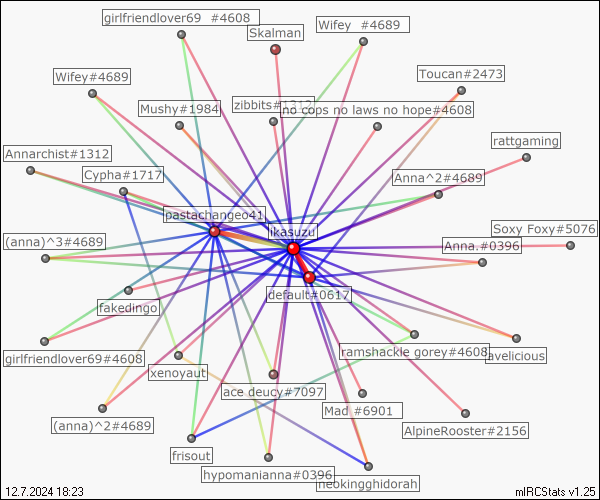 girlfriendlover69 #4608
Skalman
Wifey #4689
Wifey#4689
Toucan#2473
Mushy#1984
zibbits#1312
no cops no laws no hope#4608
rattgaming
Annarchist#1312
Cypha#1717
Anna^2#4689
pastachangeo41
ikasuzu
Soxy Foxy#5076
(anna)^3#4689
Anna.#0396
default#0617
fakedingo
girlfriendlover69#4608
ramshackle gorey#4608
lavelicious
xenoyaut
ace deucy#7097
Mad #6901
(anna)^2#4689
AlpineRooster#2156
frisout
hypomanianna#0396
neokingghidorah
12.7.2024 18:23
mIRCStats v1.25